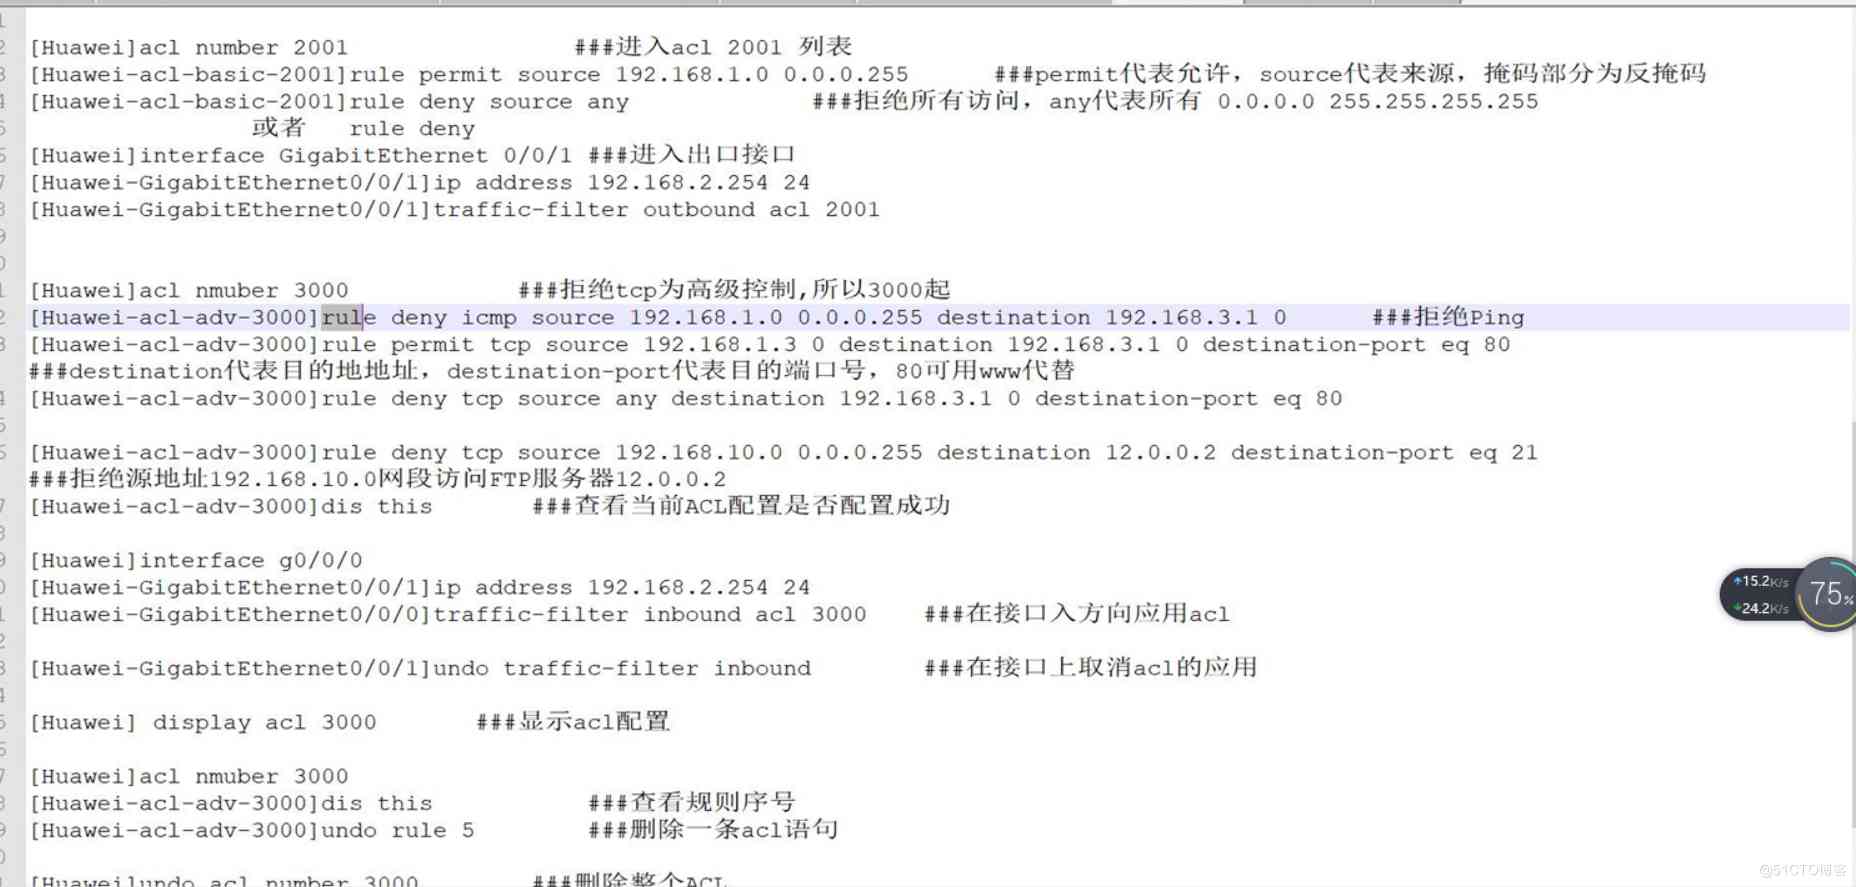 [Huawei]acl number 2001 ###进入acl 2001 列表
[Huawei-acl-basic-2001]rule permit source 192.168.1.0 0.0.0.255 ###permit代表允许，source代表来源，掩码部分为反掩码
[Huawei-acl-basic-2001]rule deny source any ###拒绝所有访问，any代表所有 0.0.0.0 255.255.255.255
或者 rule deny
[Huawei]interface GigabitEthernet 0/0/1 ###进入出口接口
[Huawei-GigabitEthernet0/0/1]ip address 192.168.2.254 24
[Huawei-GigabitEthernet0/0/1]traffic-filter outbound acl 2001
[Huawei]acl nmuber 3000 ###拒绝tcp为高级控制,所以3000起
[Huawei-acl-adv-3000]rule deny icmp source 192.168.1.0 0.0.0.255 destination 192.168.3.1 0 ###拒绝Ping
[Huawei-acl-adv-3000]rule permit tcp source 192.168.1.3 0 destination 192.168.3.1 0 destination-port eq 80
###destination代表目的地地址，destination-port代表目的端口号，80可用www代替
[Huawei-acl-adv-3000]rule deny tcp source any destination 192.168.3.1 0 destination-port eq 80
[Huawei-acl-adv-3000]rule deny tcp source 192.168.10.0 0.0.0.255 destination 12.0.0.2 destination-port eq 21
###拒绝源地址192.168.10.0网段访问FTP服务器12.0.0.2
[Huawei-acl-adv-3000]dis this ###查看当前ACL配置是否配置成功
[Huawei]interface g0/0/0
[Huawei-GigabitEthernet0/0/1]ip address 192.168.2.254 24
[Huawei-GigabitEthernet0/0/0]traffic-filter inbound acl 3000 ###在接口入方向应用acl
[Huawei-GigabitEthernet0/0/1]undo traffic-filter inbound ###在接口上取消acl的应用
[Huawei] display acl 3000 ###显示acl配置
[Huawei]acl nmuber 3000
[Huawei-acl-adv-3000]dis this ###查看规则序号
[Huawei-acl-adv-3000]undo rule 5 ###删除一条acl语句
[Huawei]undo acl number 3000 ###删除整个ACL
15.2K/s
24.2K/s
75%
@51CTO博客